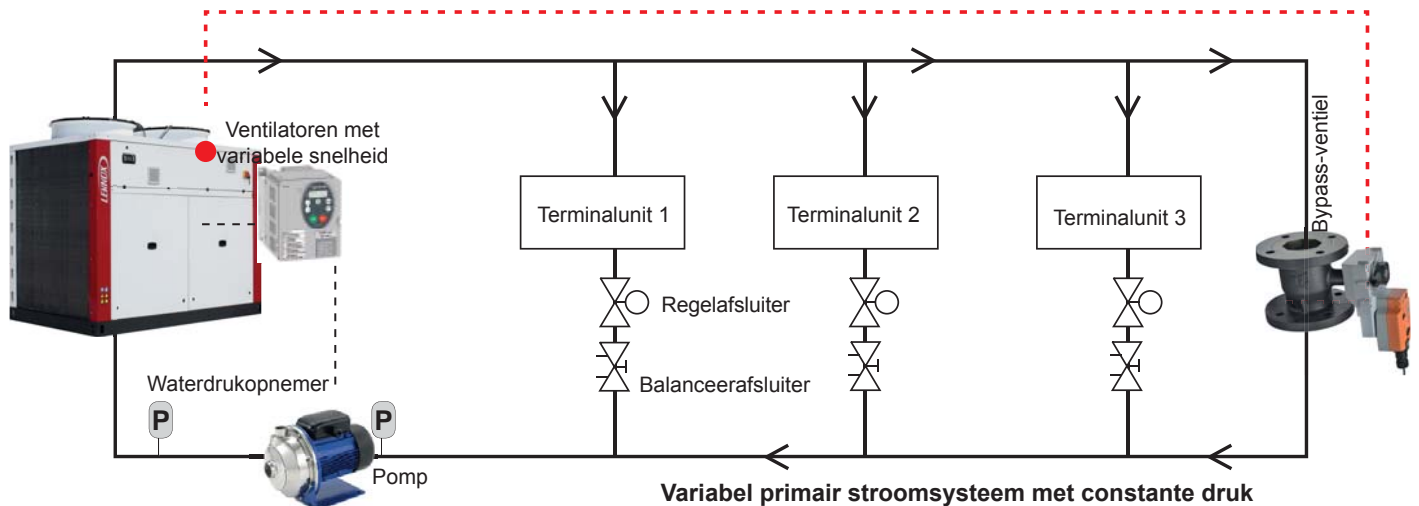 Ventilatoren met
variabele snelheid
LENNOX
Terminalunit 1
Terminalunit 2
Terminalunit 3
Bypass-ventiel
Regelafsluiter
Balanceerafsluiter
Waterdrukopnemer
P
P
Pomp
Variabel primair stroomsysteem met constante druk